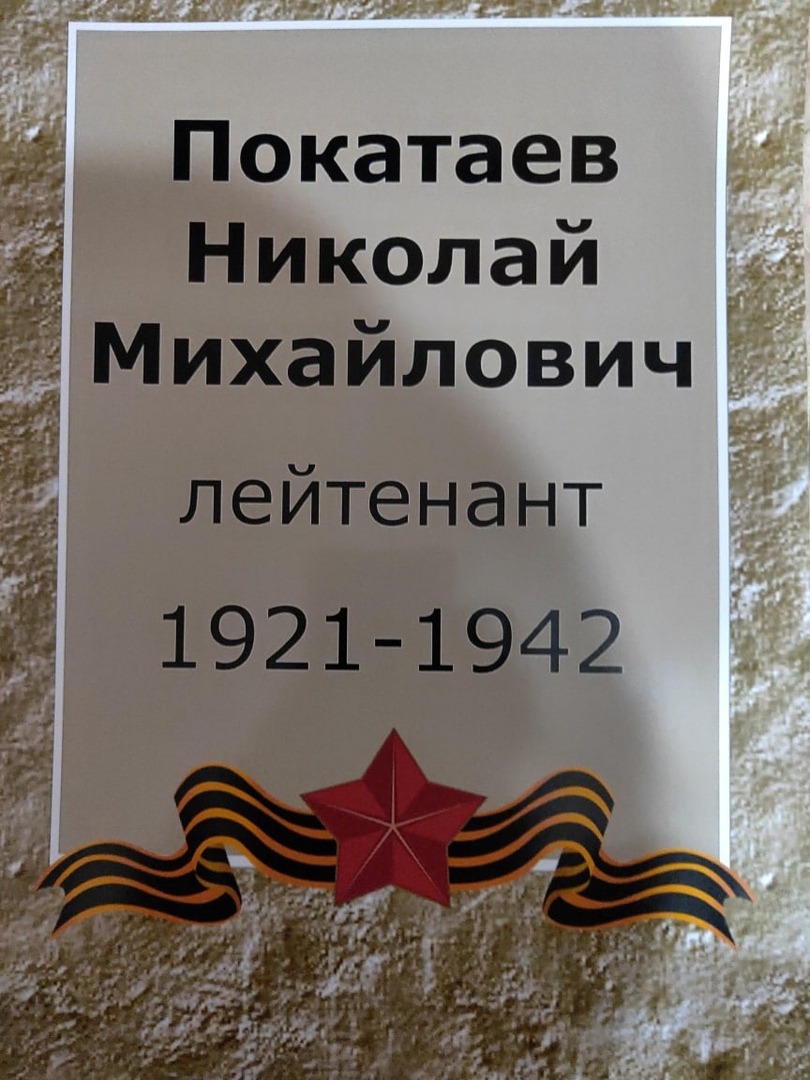 Покатаев
Николай
Михайлович
лейтенант
1921-1942